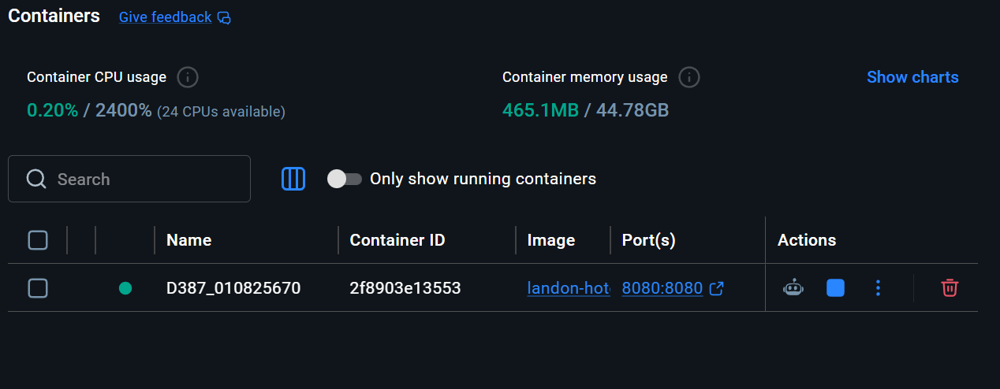 Containers Give feedback
Container CPU usage Container memory usage Show charts
0.20% / 2400% (24 CPUs available) 465.1MB / 44.78GB
Search Only show running containers
Name Container ID Image Port(s) Actions
D387_010825670 2f8903e13553 landon-hot 8080:8080